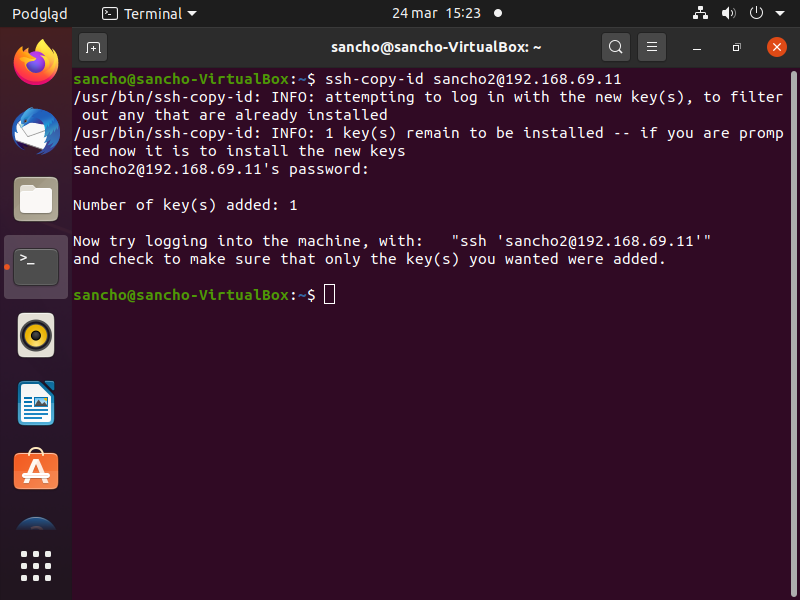 Podgląd
Terminal
24 mar 15:23
sancho@sancho-VirtualBox: ~
sancho@sancho-VirtualBox:~$ ssh-copy-id sancho2@192.168.69.11
/usr/bin/ssh-copy-id: INFO: attempting to log in with the new key(s), to filter
out any that are already installed
/usr/bin/ssh-copy-id: INFO: 1 key(s) remain to be installed -- if you are promp
ted now it is to install the new keys
sancho2@192.168.69.11's password:
Number of key(s) added: 1
Now try logging into the machine, with:   "ssh 'sancho2@192.168.69.11'"
and check to make sure that only the key(s) you wanted were added.
sancho@sancho-VirtualBox:~$